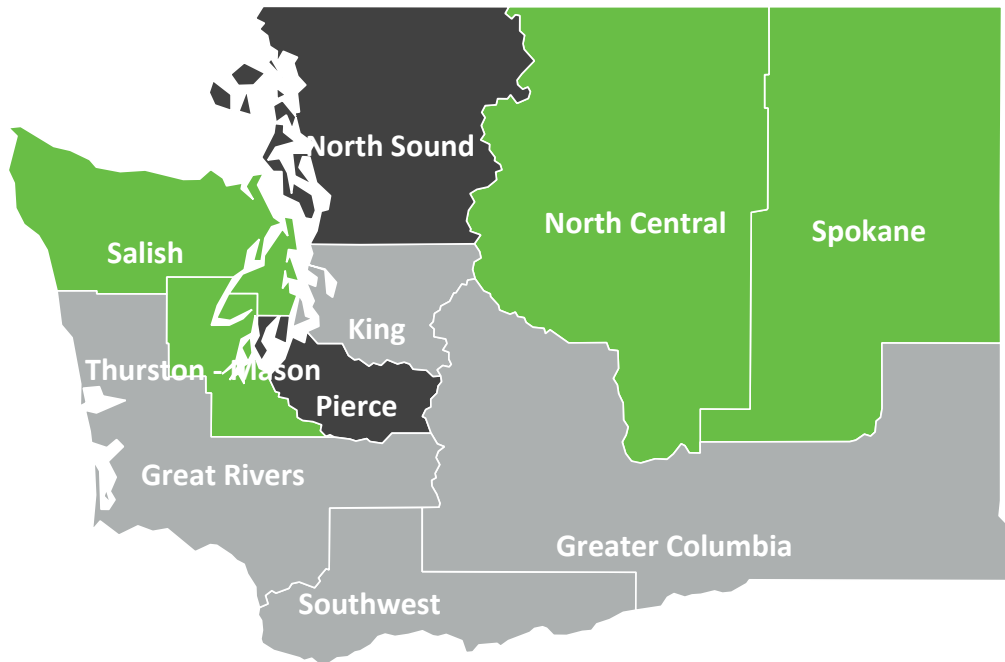 North Sound
North Central
Spokane
Salish
King
Thurston - Mason
Pierce
Great Rivers
Greater Columbia
Southwest